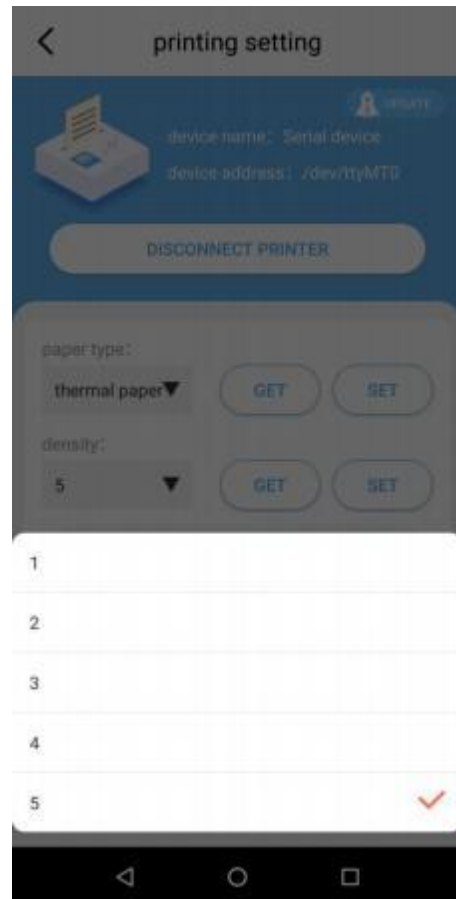 printing setting
UPDATE
device name: Serial device
device address: /dev/ttyMT0
DISCONNECT PRINTER
paper type:
thermal paper▼ GET SET
density:
5 ▼ GET SET
1
2
3
4
5